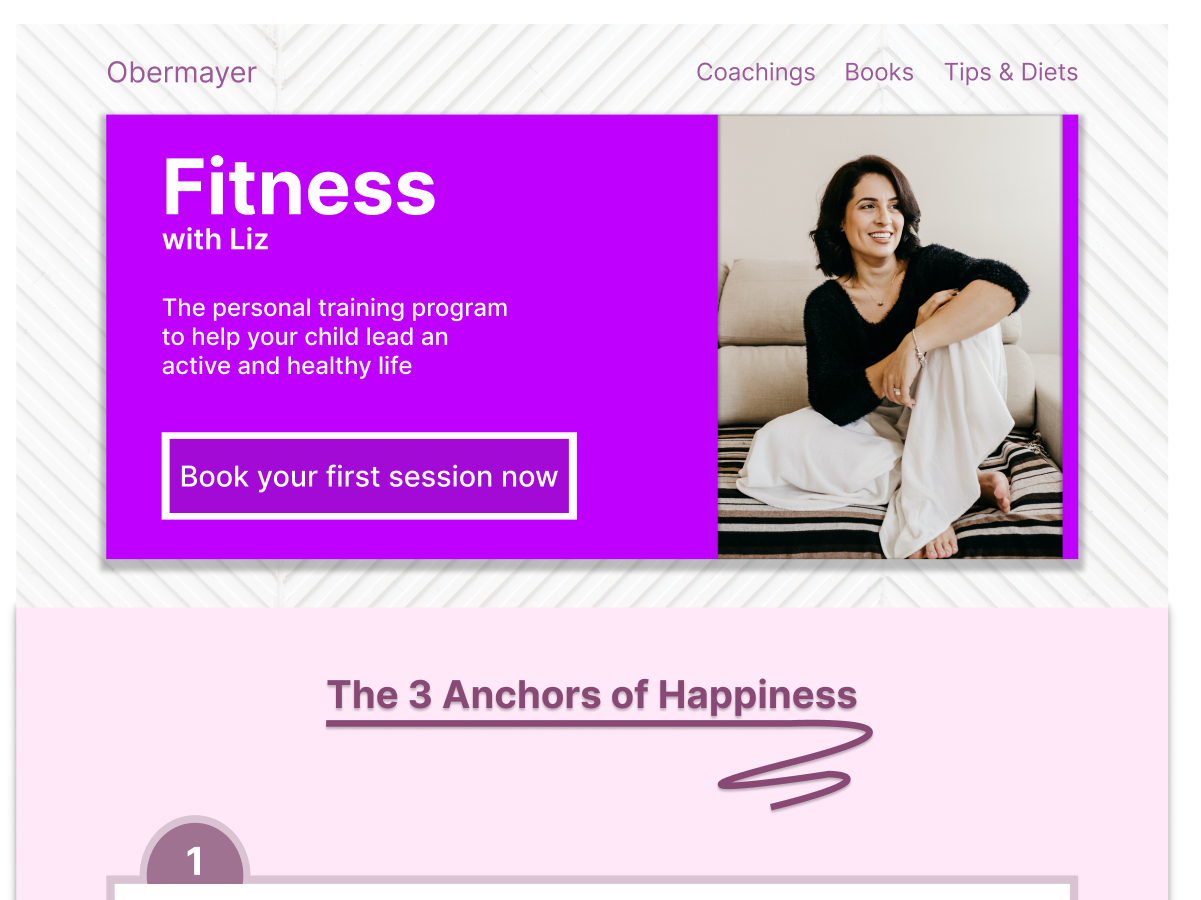 Obermayer
Coachings Books Tips & Diets
Fitness
with Liz
The personal training program
to help your child lead an
active and healthy life
Book your first session now
The 3 Anchors of Happiness
1